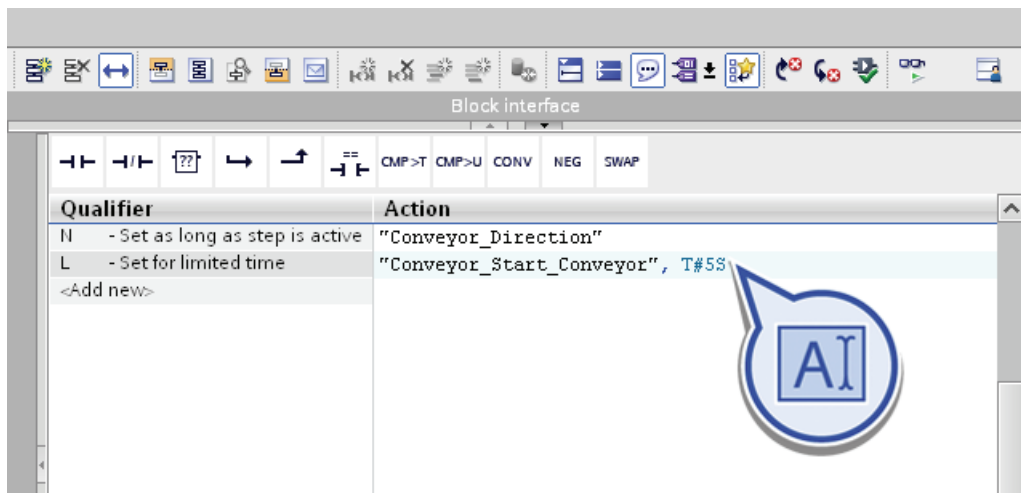 Block interface
?? == CMP>T CMP>U CONV NEG SWAP
Qualifier Action
N - Set as long as step is active "Conveyor_Direction"
L - Set for limited time "Conveyor_Start_Conveyor", T#5S
<Add new>
A